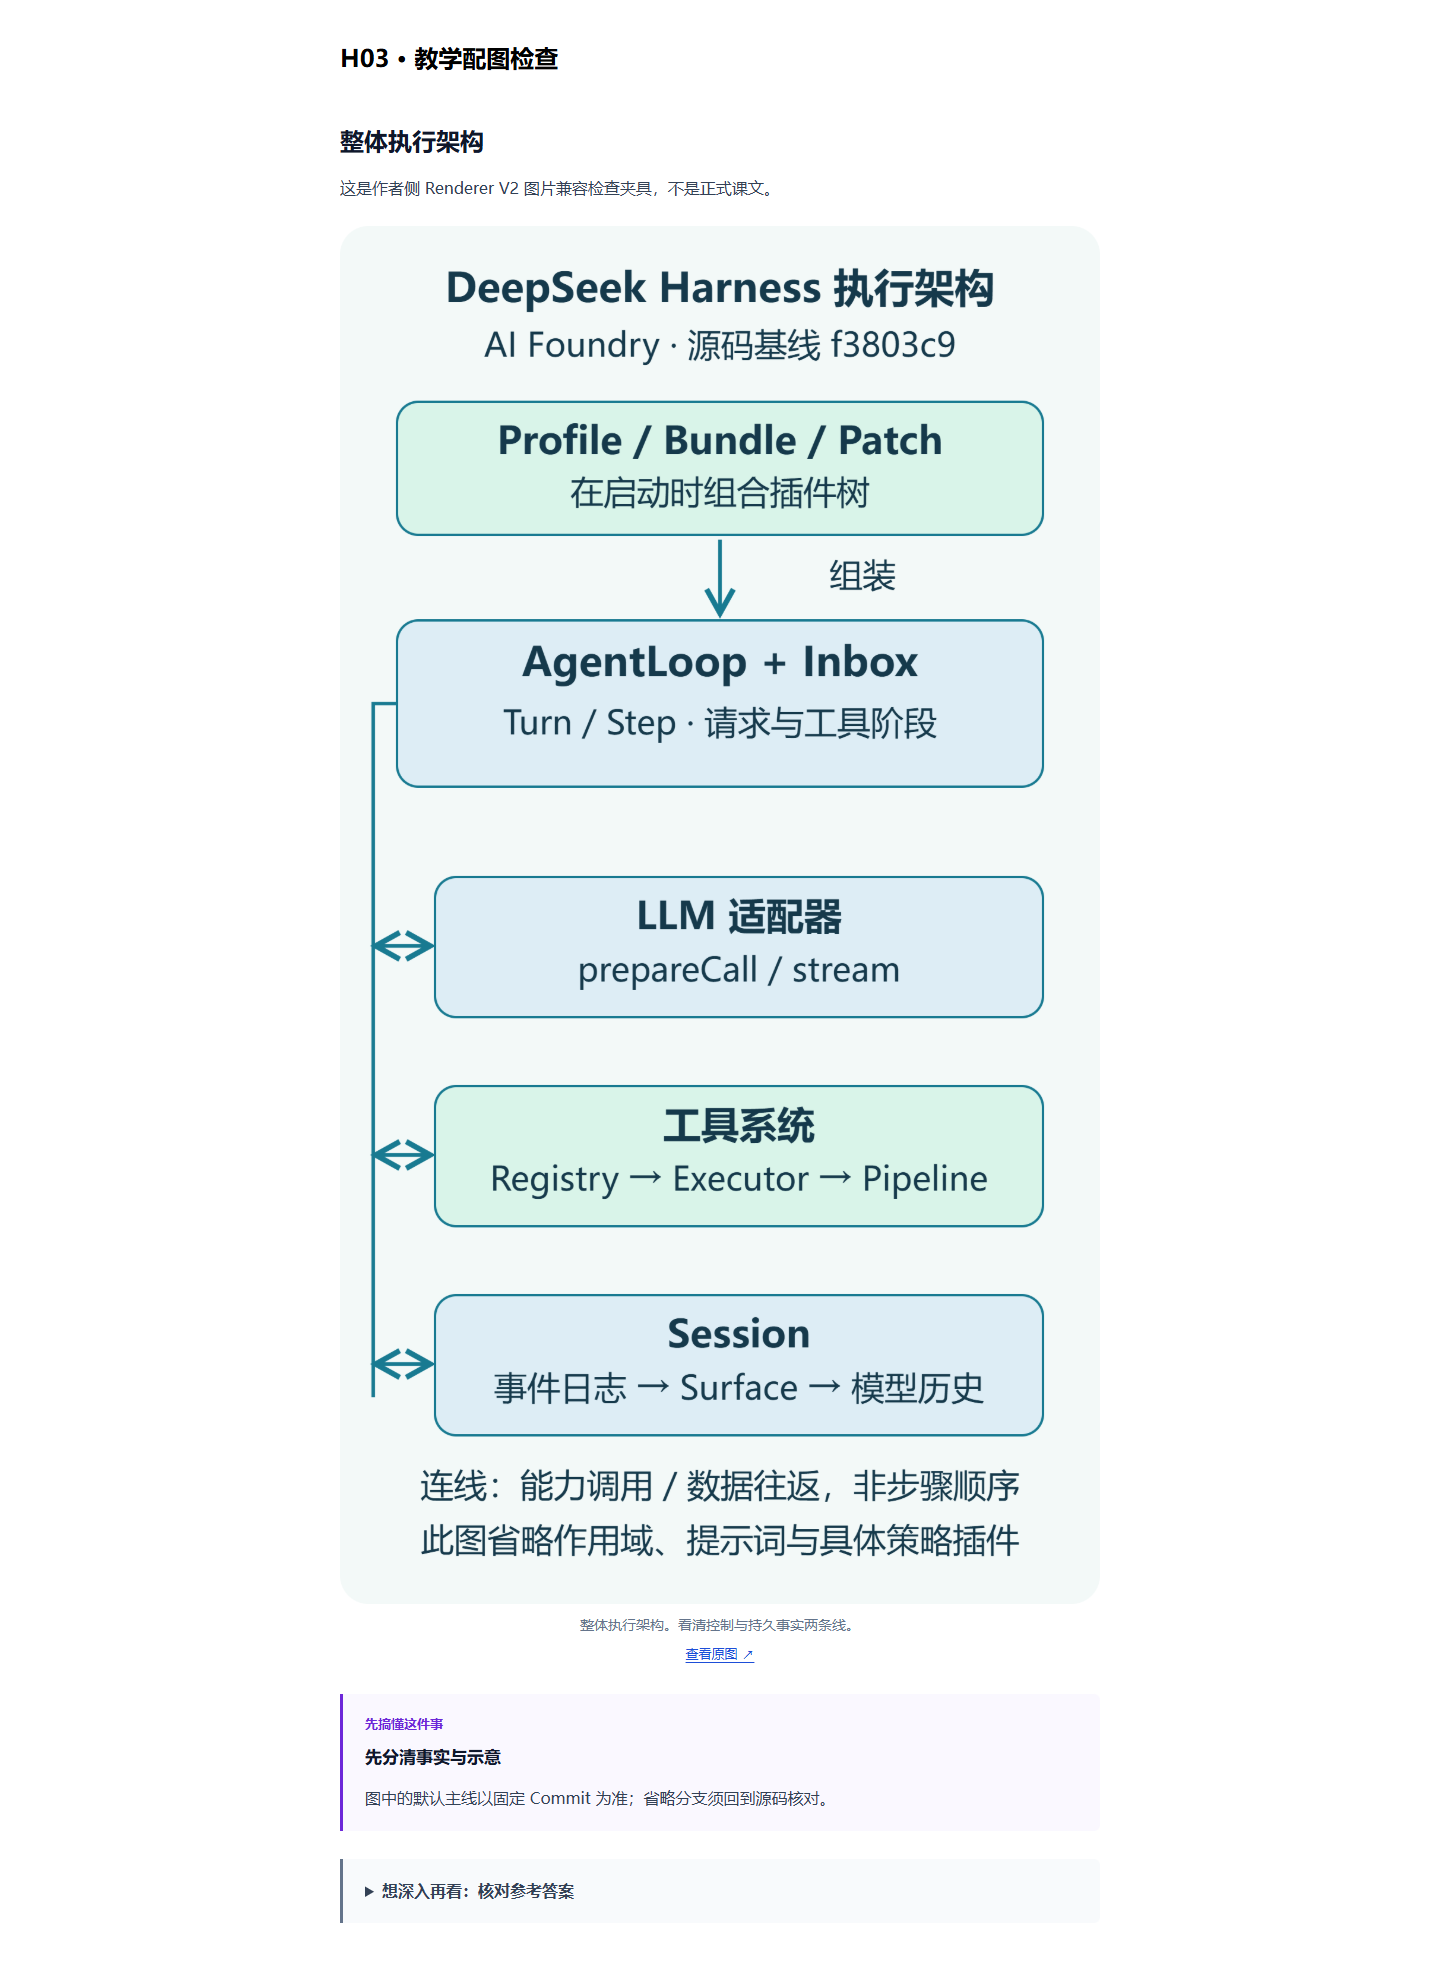 H03 · 教学配图检查
整体执行架构
这是作者侧 Renderer V2 图片兼容检查夹具，不是正式课文。
DeepSeek Harness 执行架构
AI Foundry · 源码基线 f3803c9
Profile / Bundle / Patch
在启动时组合插件树
组装
AgentLoop + Inbox
Turn / Step · 请求与工具阶段
LLM 适配器
prepareCall / stream
工具系统
Registry → Executor → Pipeline
Session
事件日志 → Surface → 模型历史
连线：能力调用 / 数据往返，非步骤顺序
此图省略作用域、提示词与具体策略插件
整体执行架构。看清控制与持久事实两条线。
查看原图 ↗
先搞懂这件事
先分清事实与示意
图中的默认主线以固定 Commit 为准；省略分支须回到源码核对。
▶ 想深入再看：核对参考答案